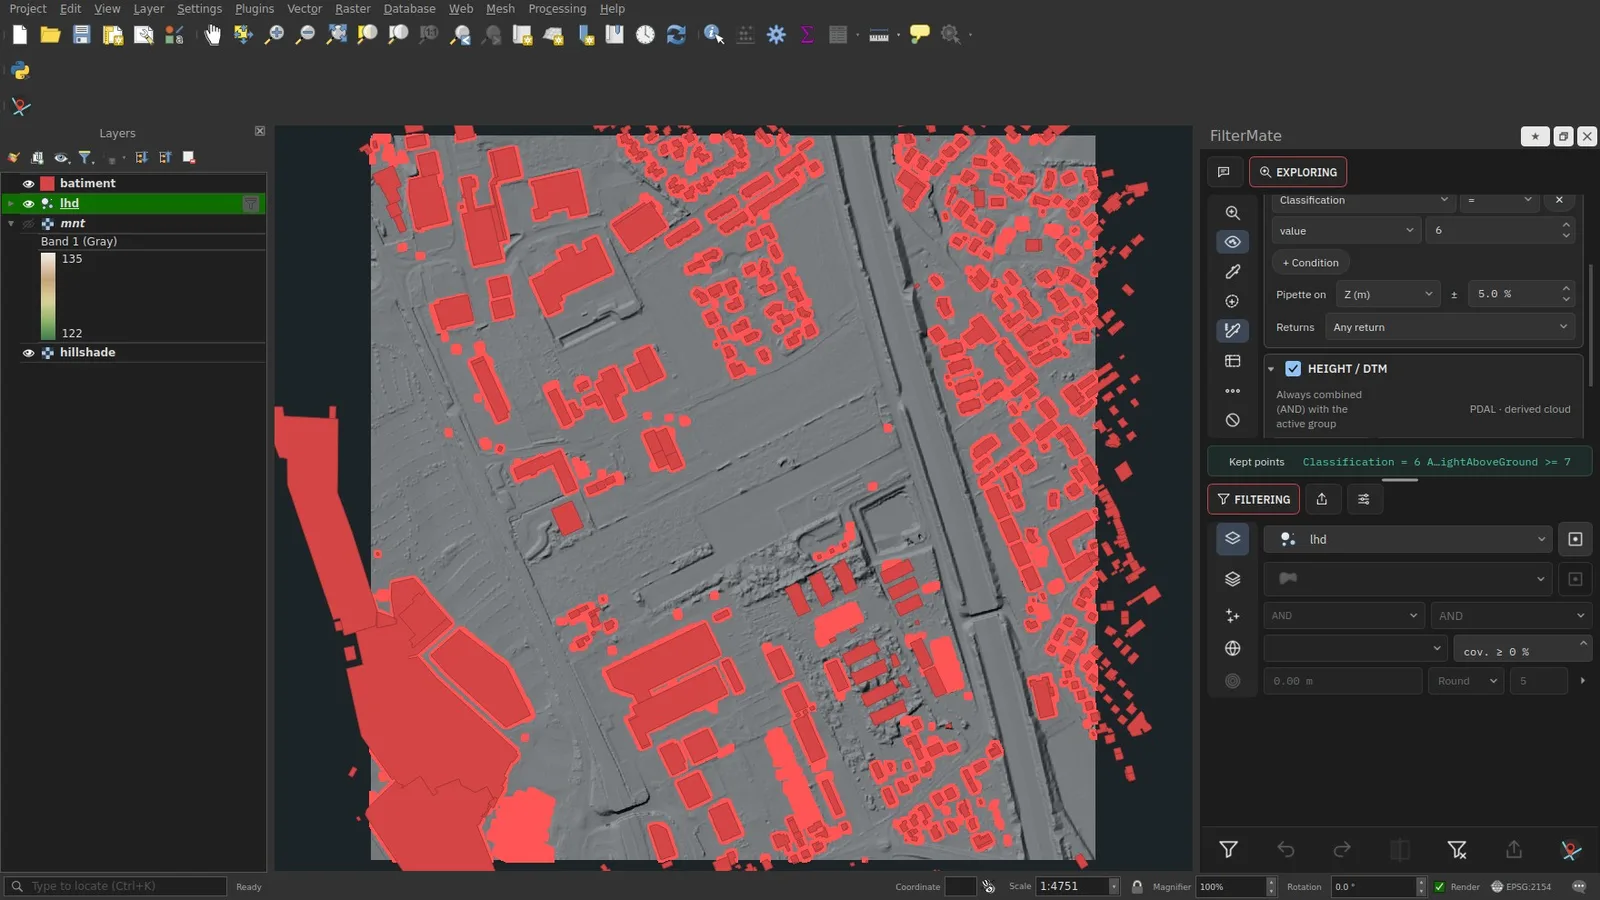 Project Edit View Layer Settings Plugins Vector Raster Database Web Mesh Processing Help
Layers
batiment
lhd
mnt
Band 1 (Gray)
135
122
hillshade
FilterMate
EXPLORING
Classification =
value 6
+ Condition
Pipette on Z (m) ± 5.0 %
Returns Any return
HEIGHT / DTM
Always combined
(AND) with the
active group
PDAL · derived cloud
Kept points Classification = 6 A…ightAboveGround >= 7
FILTERING
lhd
AND AND
cov. ≥ 0 %
0.00 m Round 5
Type to locate (Ctrl+K) Ready Coordinate Scale 1:4751 Magnifier 100% Rotation 0.0 ° Render EPSG:2154